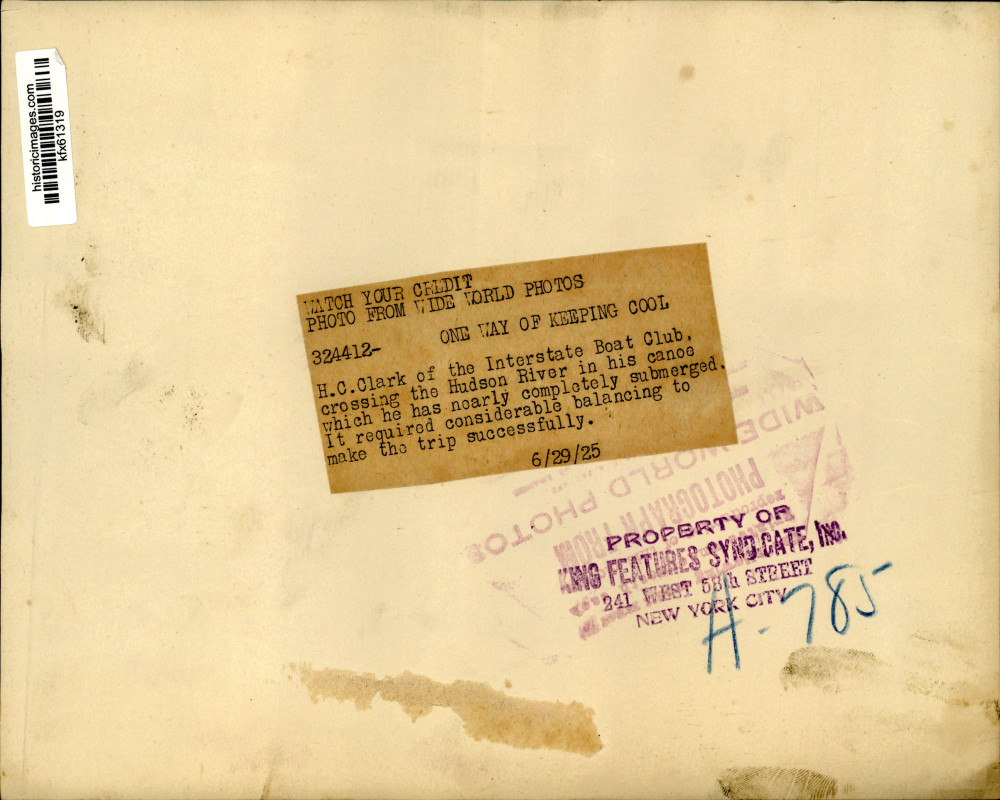 historicimages.com
kfx61319
WATCH YOUR CREDIT
PHOTO FROM WIDE WORLD PHOTOS
ONE WAY OF KEEPING COOL
324412-
H.C.Clark of the Interstate Boat Club,
crossing the Hudson River in his canoe
which he has nearly completely submerged.
It required considerable balancing to
make the trip successfully.
6/29/25
WIDE WORLD PHOTOS
PHOTOGRAPH FROM
PROPERTY OF
KING FEATURES SYNDICATE, INC.
241 WEST 58th STREET
NEW YORK CITY
A-785